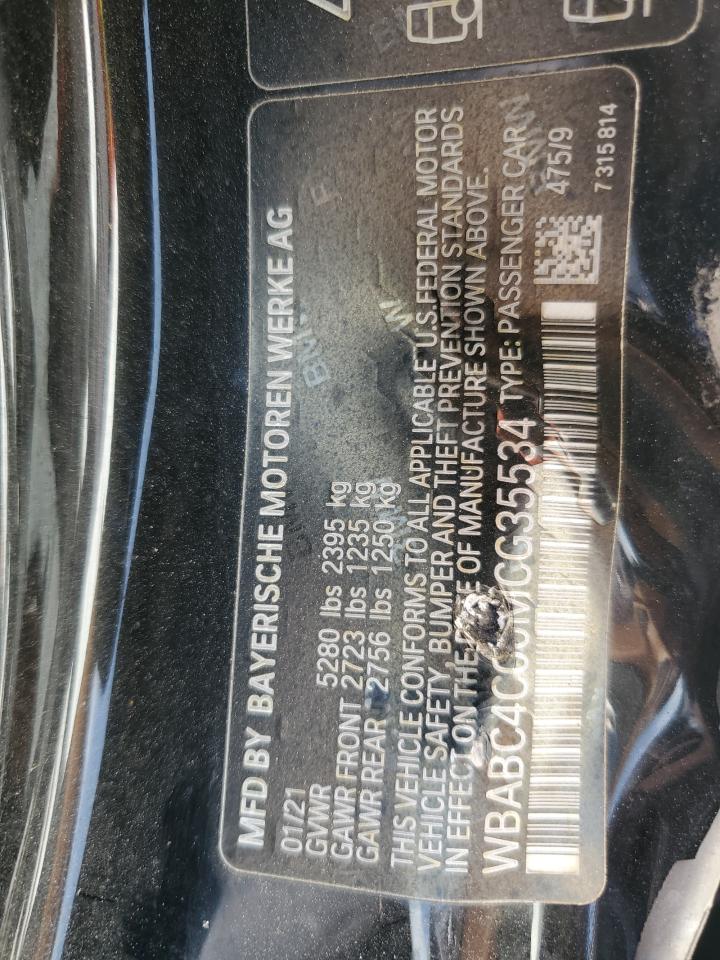 MFD BY BAYERISCHE MOTOREN WERKE AG
01/21
GVWR 5280 lbs 2395 kg
GAWR FRONT 2723 lbs 1235 kg
GAWR REAR 2756 lbs 1250 kg
THIS VEHICLE CONFORMS TO ALL APPLICABLE U.S. FEDERAL MOTOR
VEHICLE SAFETY, BUMPER AND THEFT PREVENTION STANDARDS
IN EFFECT ON THE OF MANUFACTURE SHOWN ABOVE.
TYPE: PASSENGER CAR
475/9
7 315 814